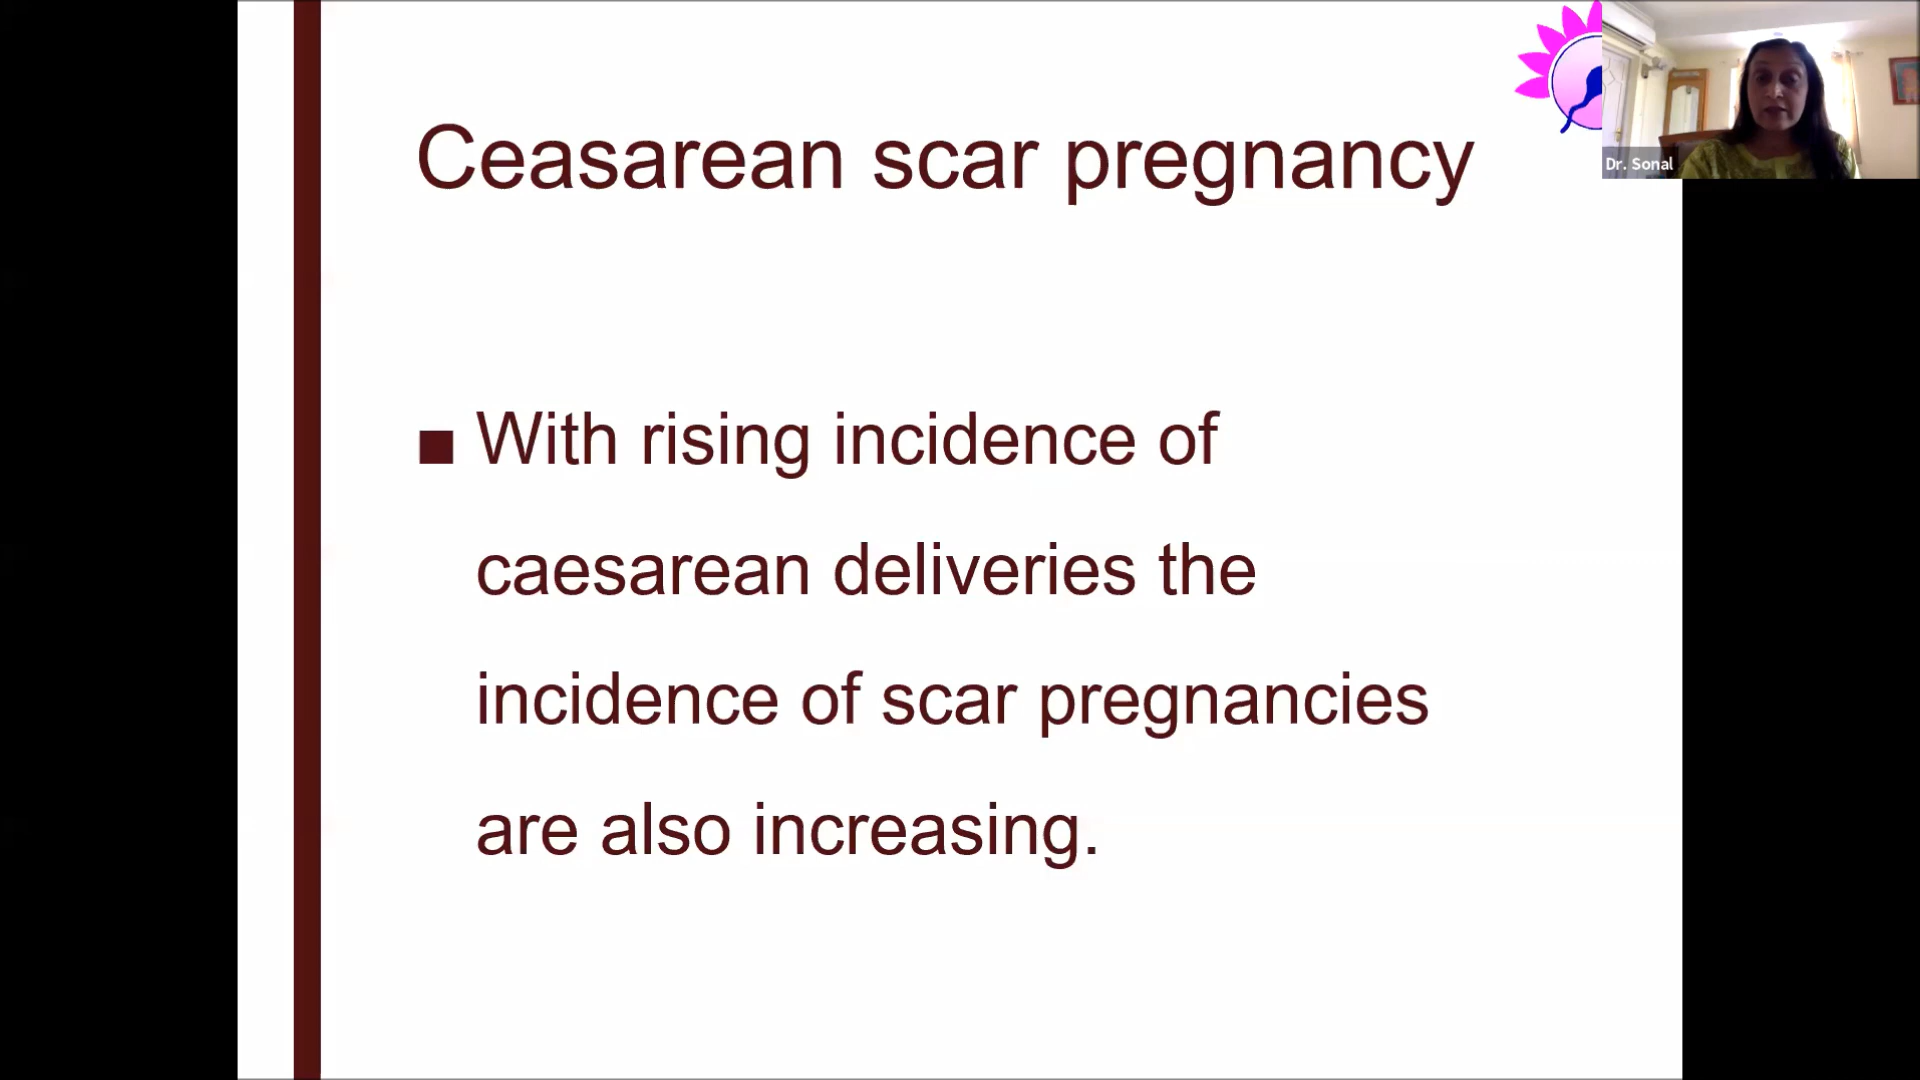 Ceasarean scar pregnancy
Dr. Sonal
■ With rising incidence of
caesarean deliveries the
incidence of scar pregnancies
are also increasing.